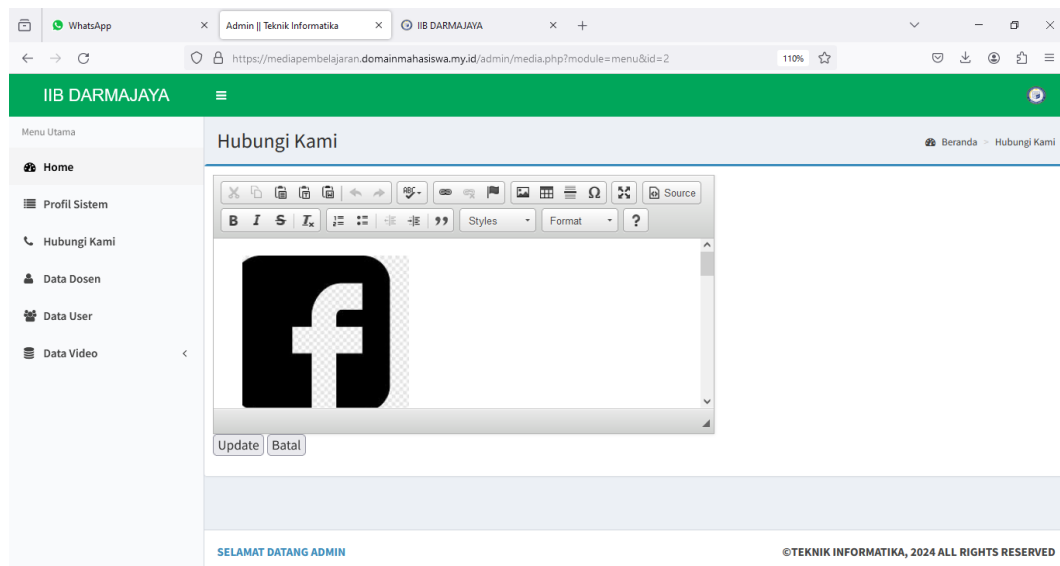 WhatsApp
Admin || Teknik Informatika
IIB DARMAJAYA
https://mediapembelajaran.domainmahasiswa.my.id/admin/media.php?module=menu&id=2
110%
IIB DARMAJAYA
Menu Utama
Home
Profil Sistem
Hubungi Kami
Data Dosen
Data User
Data Video
Hubungi Kami
Beranda > Hubungi Kami
ABC
Ω
Source
B I S Ix
Styles
Format
?
f
Update Batal
SELAMAT DATANG ADMIN
©TEKNIK INFORMATIKA, 2024 ALL RIGHTS RESERVED